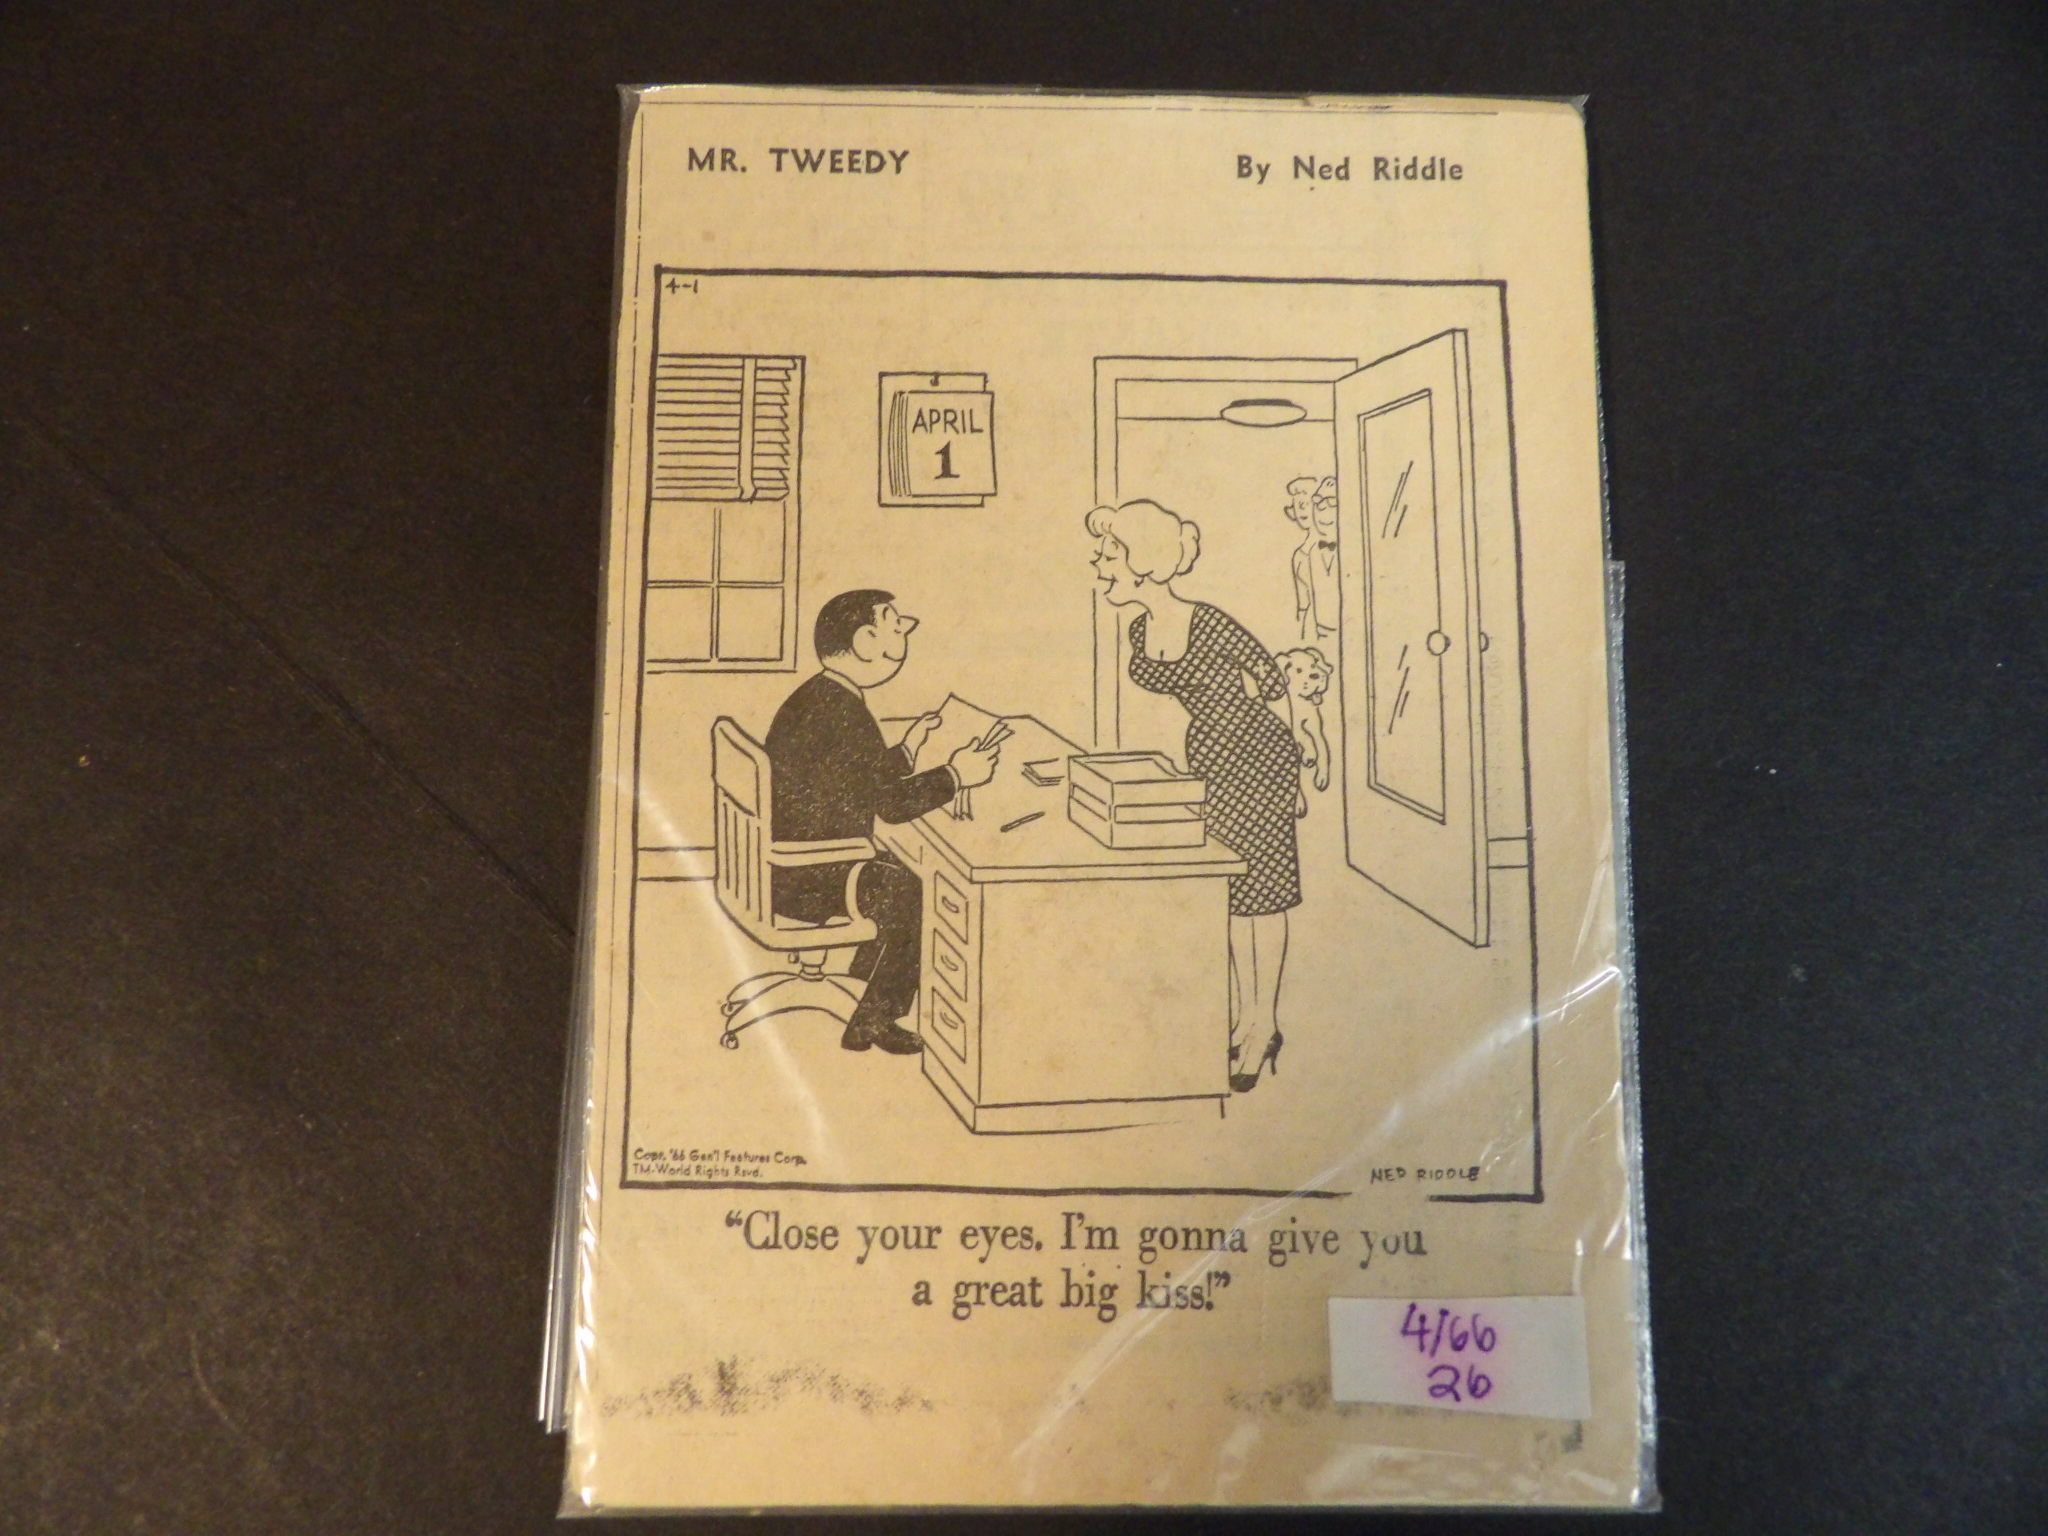 MR. TWEEDY
By Ned Riddle
4-1
APRIL
1
Copr. '66 Gen'l Features Corp.
TM-World Rights Rsvd.
NED RIDDLE
"Close your eyes. I'm gonna give you
a great big kiss!"
4/66
26